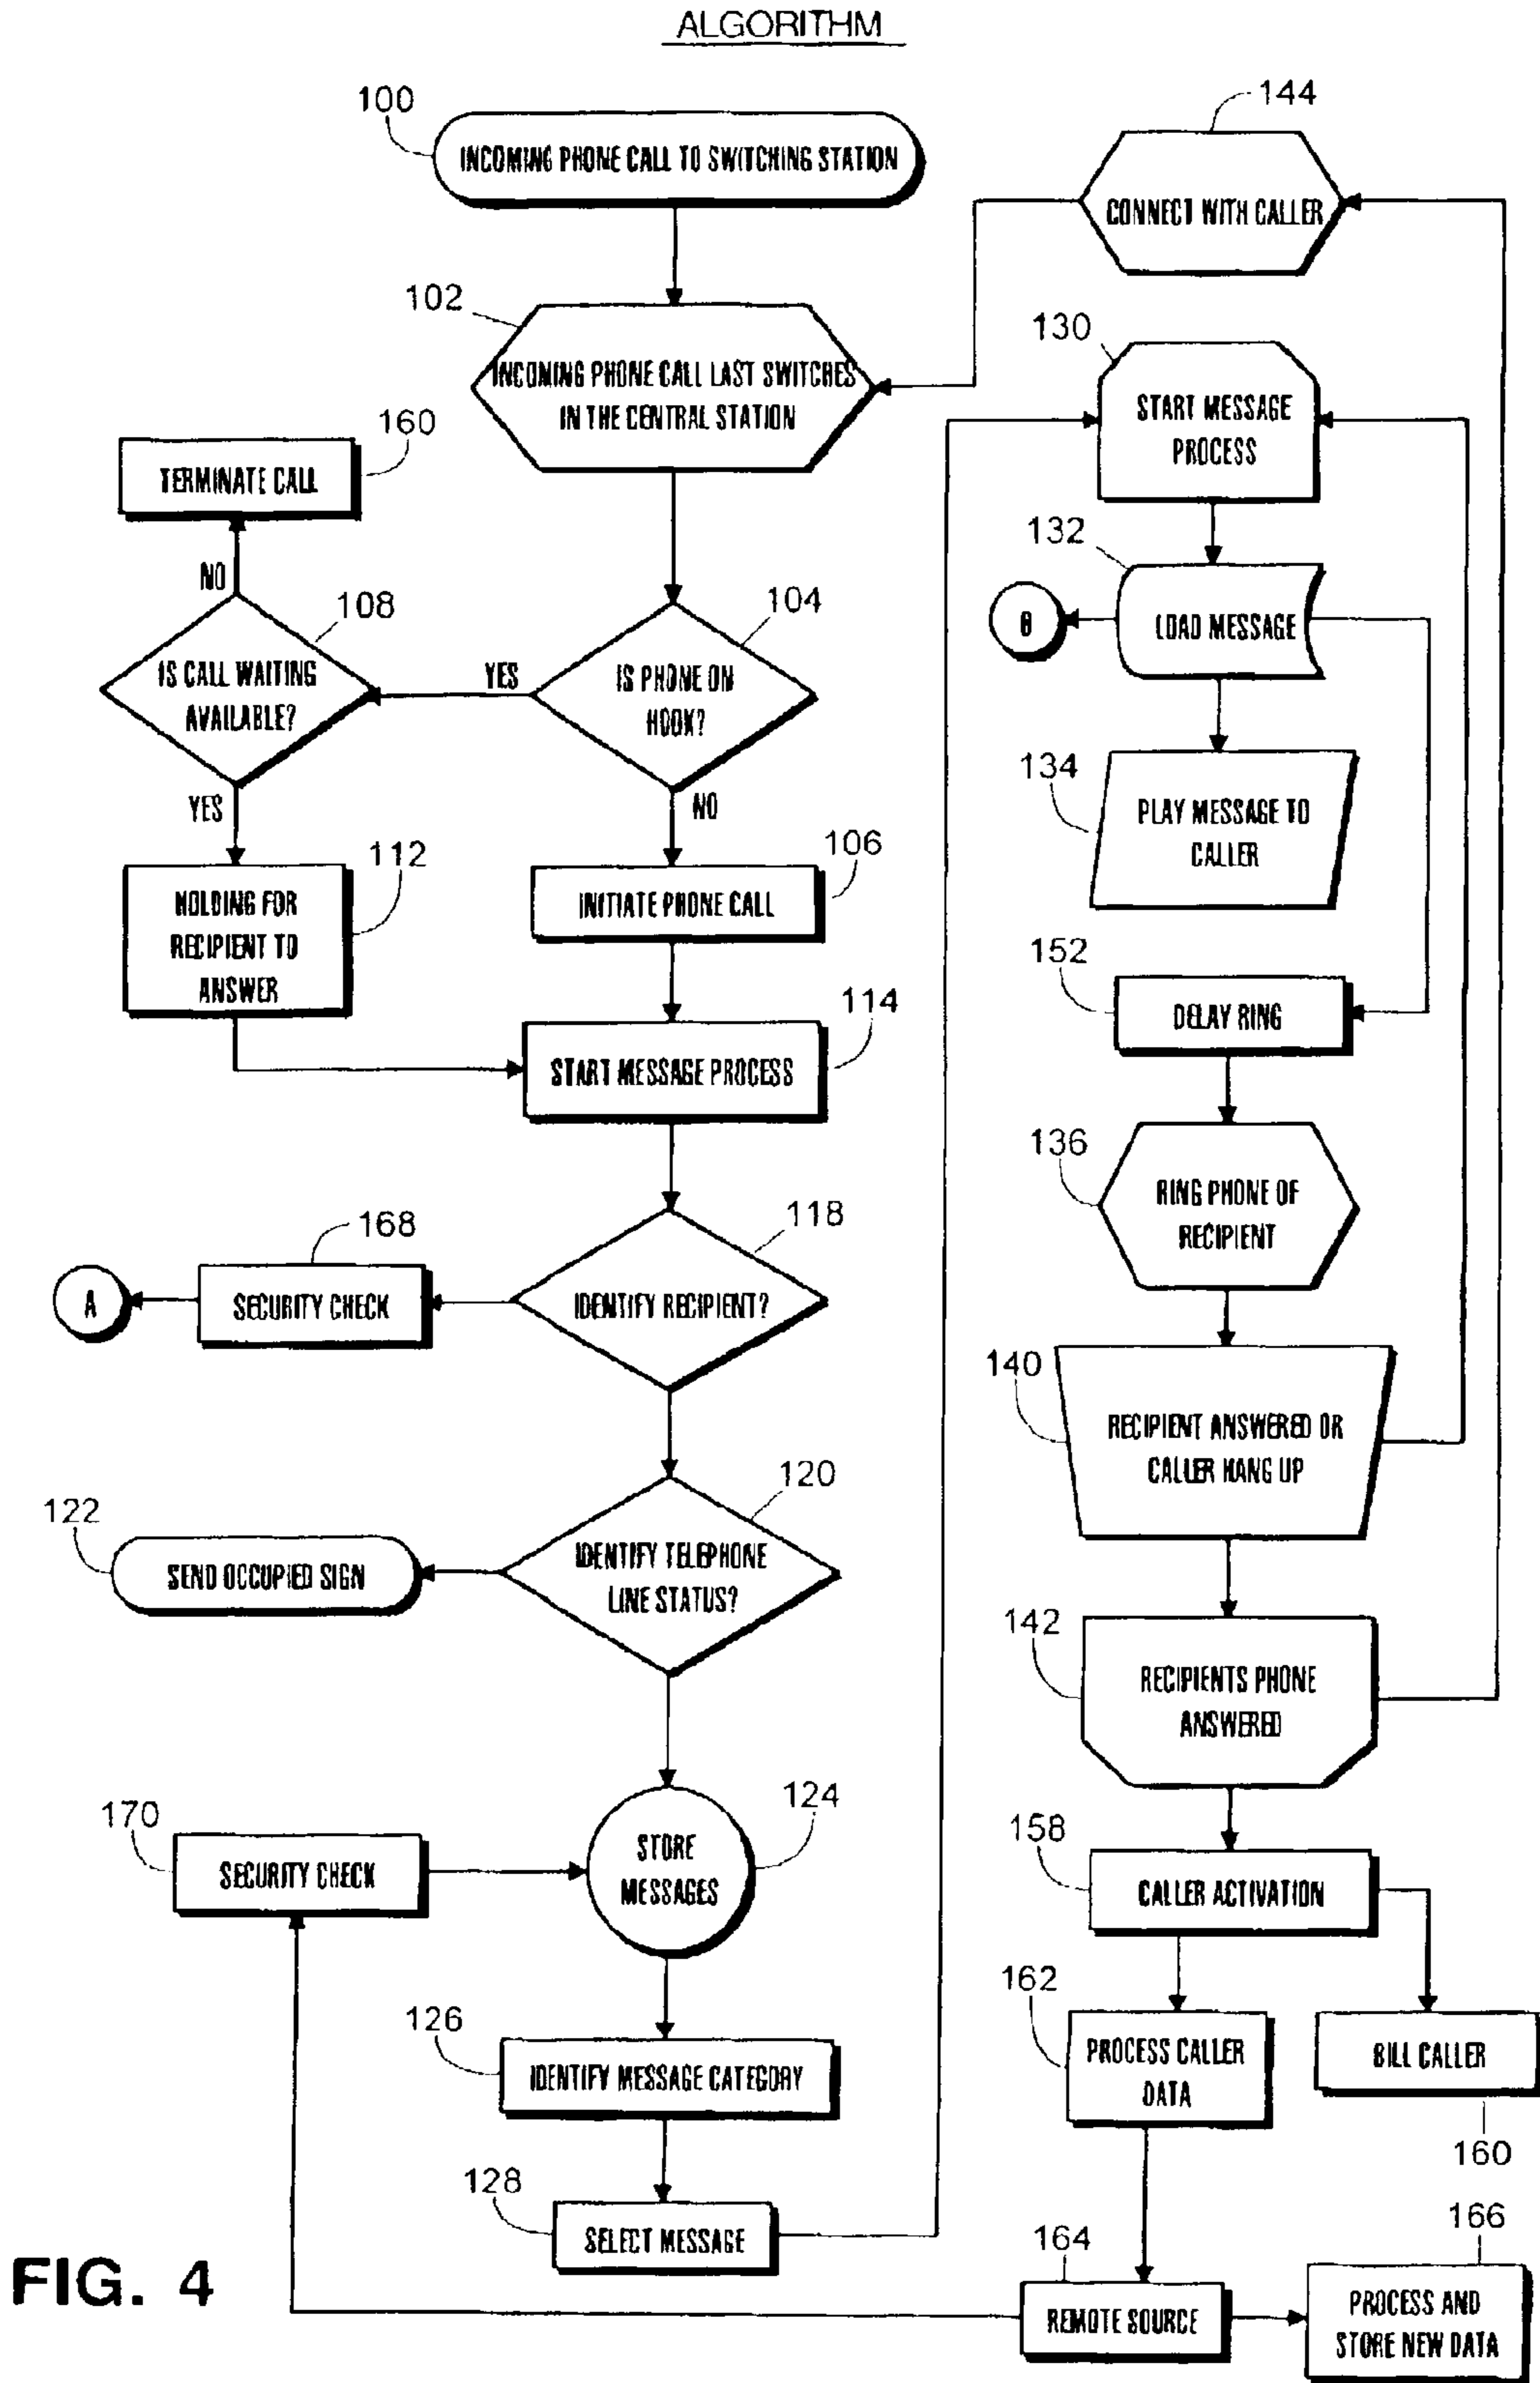 ALGORITHM
100
INCOMING PHONE CALL TO SWITCHING STATION
102
INCOMING PHONE CALL LAST SWITCHES
IN THE CENTRAL STATION
160
TERMINATE CALL
NO
108
IS CALL WAITING
AVAILABLE?
YES
104
IS PHONE ON
HOOK?
YES
NO
112
HOLDING FOR
RECIPIENT TO
ANSWER
106
INITIATE PHONE CALL
114
START MESSAGE PROCESS
118
IDENTIFY RECIPIENT?
168
SECURITY CHECK
A
120
IDENTIFY TELEPHONE
LINE STATUS?
122
SEND OCCUPIED SIGN
124
STORE
MESSAGES
170
SECURITY CHECK
126
IDENTIFY MESSAGE CATEGORY
128
SELECT MESSAGE
144
CONNECT WITH CALLER
130
START MESSAGE
PROCESS
132
LOAD MESSAGE
B
134
PLAY MESSAGE TO
CALLER
152
DELAY RING
136
RING PHONE OF
RECIPIENT
140
RECIPIENT ANSWERED OR
CALLER HANG UP
142
RECIPIENTS PHONE
ANSWERED
158
CALLER ACTIVATION
162
PROCESS CALLER
DATA
BILL CALLER
160
164
REMOTE SOURCE
166
PROCESS AND
STORE NEW DATA
FIG. 4